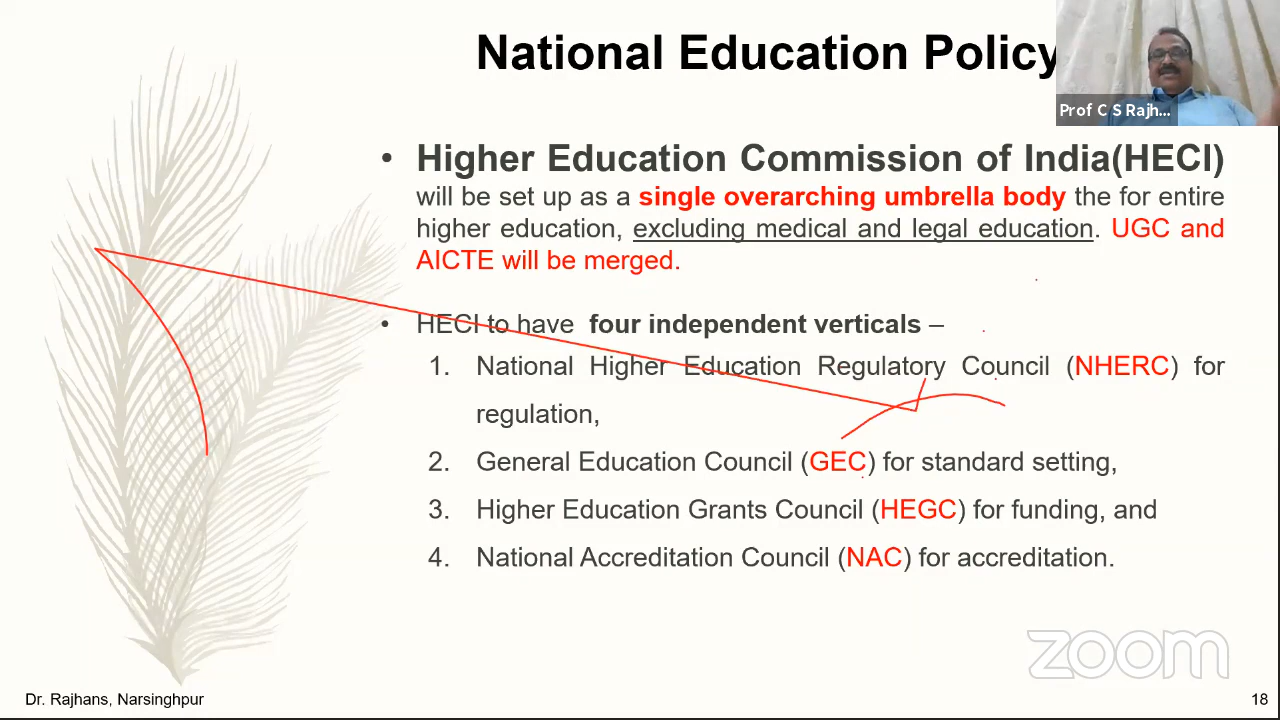 National Education Policy
Prof C S Rajh...
• Higher Education Commission of India(HECI)
will be set up as a single overarching umbrella body the for entire
higher education, excluding medical and legal education. UGC and
AICTE will be merged.
• HECI to have four independent verticals –
1. National Higher Education Regulatory Council (NHERC) for
regulation,
2. General Education Council (GEC) for standard setting,
3. Higher Education Grants Council (HEGC) for funding, and
4. National Accreditation Council (NAC) for accreditation.
zoom
Dr. Rajhans, Narsinghpur
18